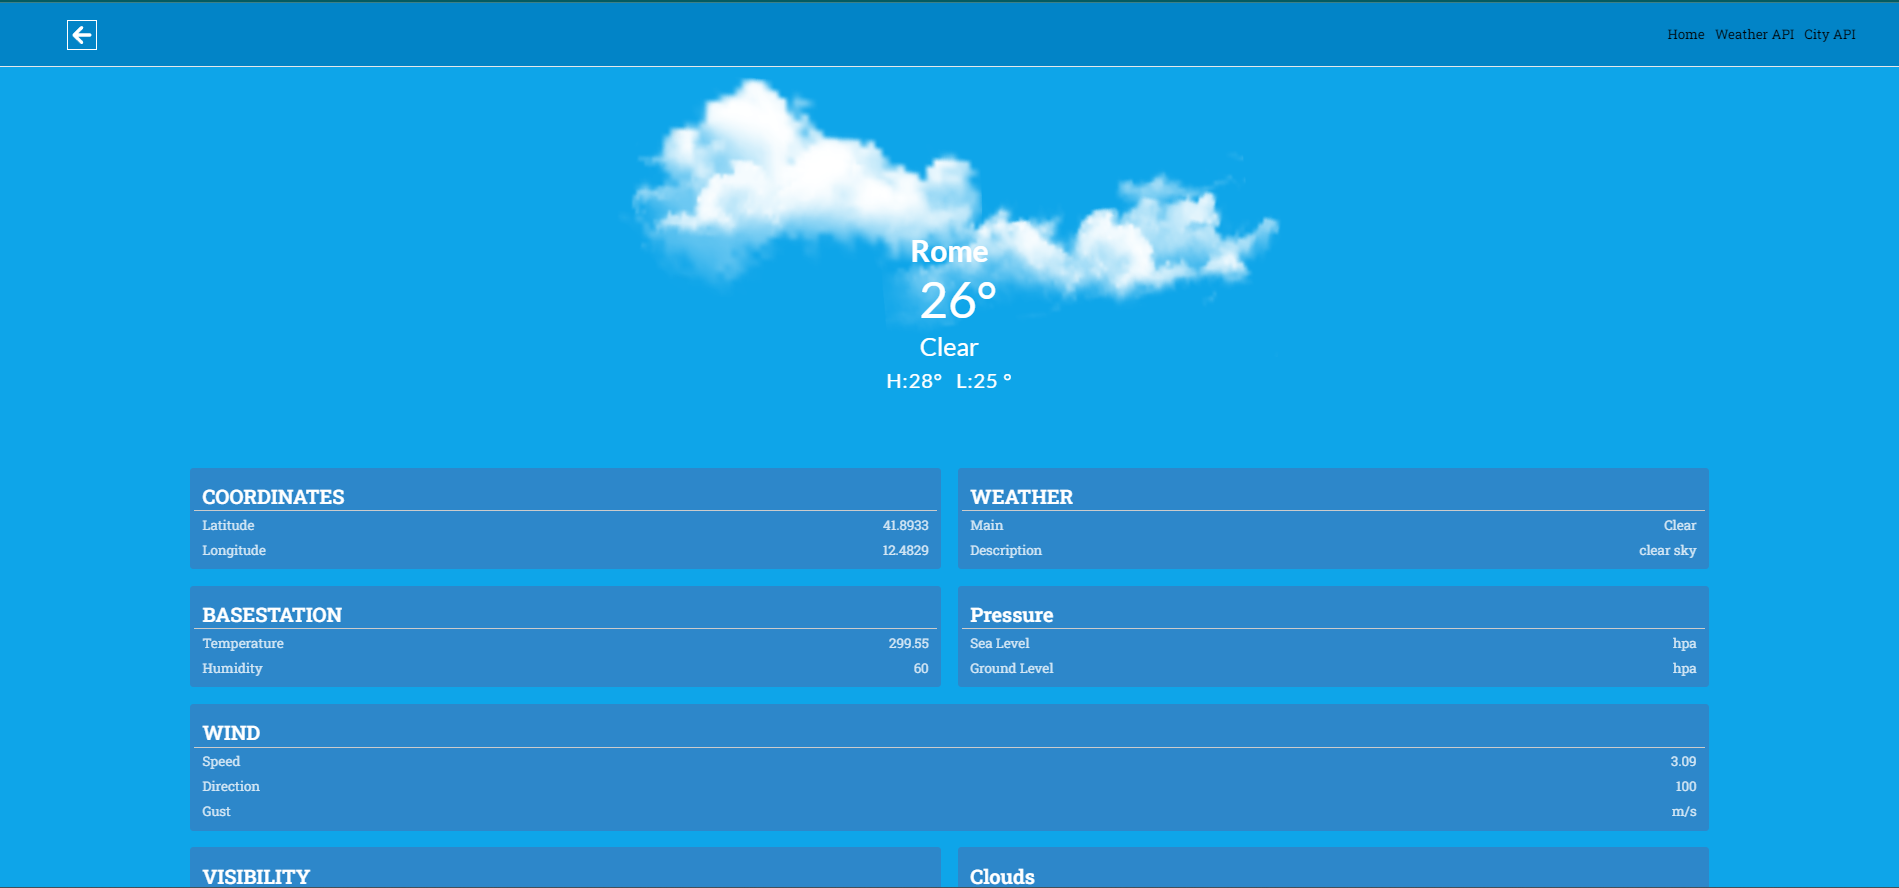 Home Weather API City API
Rome
26°
Clear
H:28° L:25 °
COORDINATES
Latitude 41.8933
Longitude 12.4829
WEATHER
Main Clear
Description clear sky
BASESTATION
Temperature 299.55
Humidity 60
Pressure
Sea Level hpa
Ground Level hpa
WIND
Speed 3.09
Direction 100
Gust m/s
VISIBILITY
Clouds